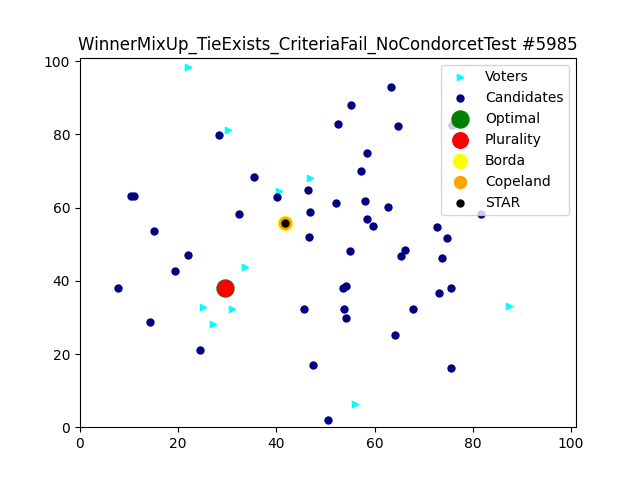 WinnerMixUp_TieExists_CriteriaFail_NoCondorcetTest #5985
100
80
60
40
20
0
0
20
40
60
80
100
Voters
Candidates
Optimal
Plurality
Borda
Copeland
STAR